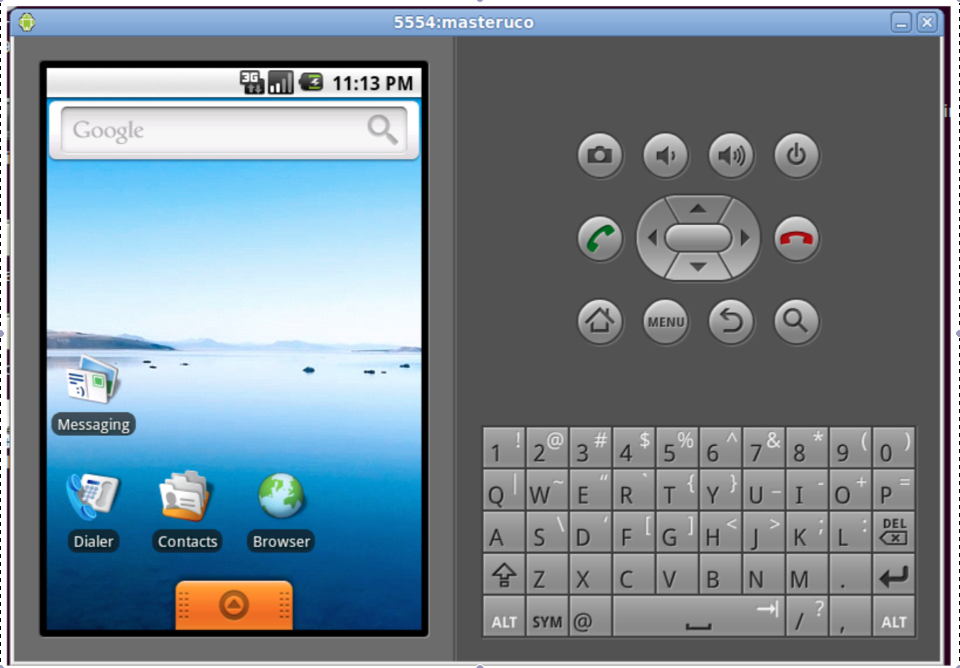 5554:masteruco
3G 11:13 PM
Google
MENU
Messaging
Dialer Contacts Browser
1 ! 2 @ 3 # 4 $ 5 % 6 ^ 7 & 8 * 9 ( 0 )
Q | W ~ E “ R ` T { Y } U _ I - O + P =
A S \ D ‘ F [ G ] H < J > K ; L : DEL
Z X C V B N M .
ALT SYM @ / ? , ALT